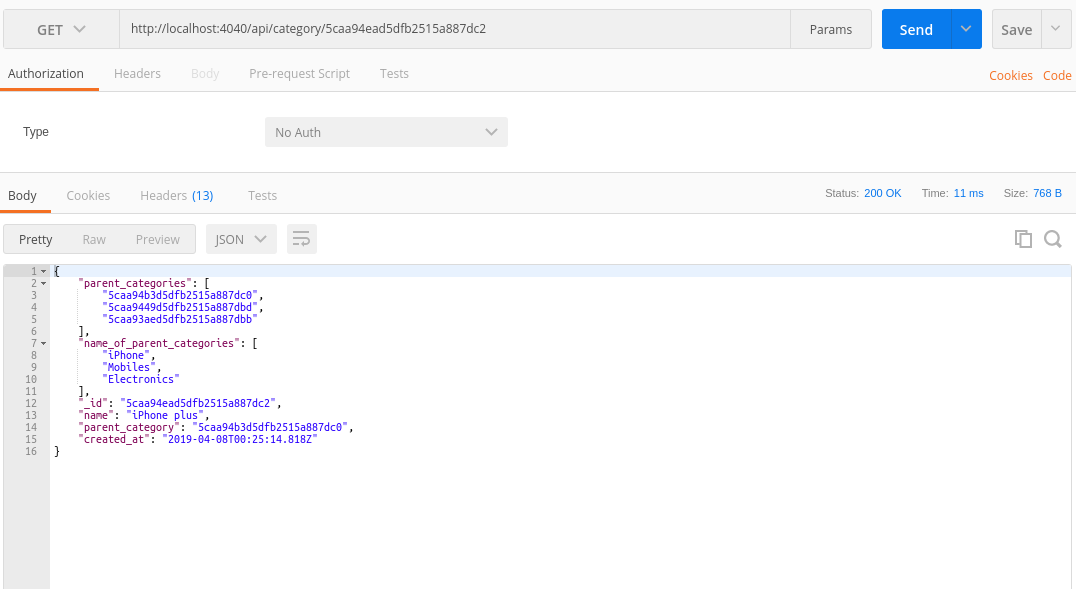 GET http://localhost:4040/api/category/5caa94ead5dfb2515a887dc2 Params Send Save
Authorization Headers Body Pre-request Script Tests Cookies Code
Type No Auth
Body Cookies Headers (13) Tests Status: 200 OK Time: 11 ms Size: 768 B
Pretty Raw Preview JSON
1 {
2 "parent_categories": [
3 "5caa94b3d5dfb2515a887dc0",
4 "5caa9449d5dfb2515a887dbd",
5 "5caa93aed5dfb2515a887dbb"
6 ],
7 "name_of_parent_categories": [
8 "iPhone",
9 "Mobiles",
10 "Electronics"
11 ],
12 "_id": "5caa94ead5dfb2515a887dc2",
13 "name": "iPhone plus",
14 "parent_category": "5caa94b3d5dfb2515a887dc0",
15 "created_at": "2019-04-08T00:25:14.818Z"
16 }